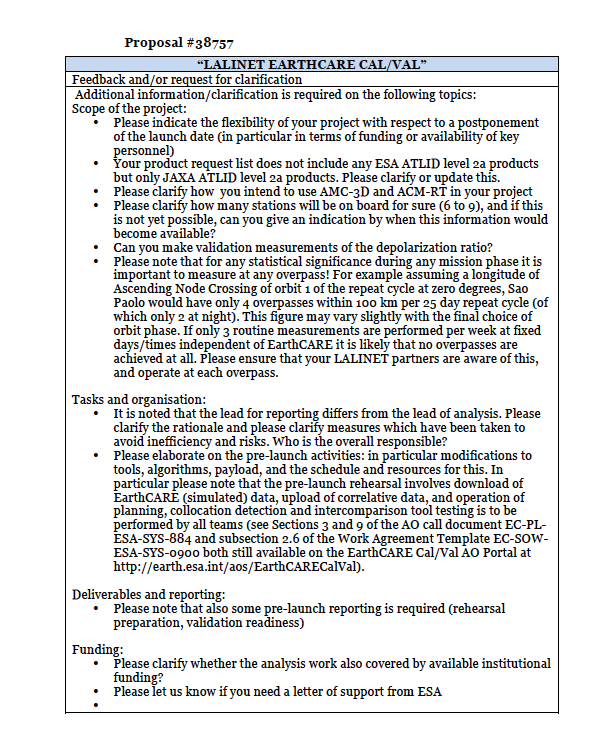 Proposal #38757
“LALINET EARTHCARE CAL/VAL”
Feedback and/or request for clarification
Additional information/clarification is required on the following topics:
Scope of the project:
• Please indicate the flexibility of your project with respect to a postponement
of the launch date (in particular in terms of funding or availability of key
personnel)
• Your product request list does not include any ESA ATLID level 2a products
but only JAXA ATLID level 2a products. Please clarify or update this.
• Please clarify how you intend to use AMC-3D and ACM-RT in your project
• Please clarify how many stations will be on board for sure (6 to 9), and if this
is not yet possible, can you give an indication by when this information would
become available?
• Can you make validation measurements of the depolarization ratio?
• Please note that for any statistical significance during any mission phase it is
important to measure at any overpass! For example assuming a longitude of
Ascending Node Crossing of orbit 1 of the repeat cycle at zero degrees, Sao
Paolo would have only 4 overpasses within 100 km per 25 day repeat cycle (of
which only 2 at night). This figure may vary slightly with the final choice of
orbit phase. If only 3 routine measurements are performed per week at fixed
days/times independent of EarthCARE it is likely that no overpasses are
achieved at all. Please ensure that your LALINET partners are aware of this,
and operate at each overpass.
Tasks and organisation:
• It is noted that the lead for reporting differs from the lead of analysis. Please
clarify the rationale and please clarify measures which have been taken to
avoid inefficiency and risks. Who is the overall responsible?
• Please elaborate on the pre-launch activities: in particular modifications to
tools, algorithms, payload, and the schedule and resources for this. In
particular please note that the pre-launch rehearsal involves download of
EarthCARE (simulated) data, upload of correlative data, and operation of
planning, collocation detection and intercomparison tool testing is to be
performed by all teams (see Sections 3 and 9 of the AO call document EC-PL-
ESA-SYS-884 and subsection 2.6 of the Work Agreement Template EC-SOW-
ESA-SYS-0900 both still available on the EarthCARE Cal/Val AO Portal at
http://earth.esa.int/aos/EarthCARECalVal).
Deliverables and reporting:
• Please note that also some pre-launch reporting is required (rehearsal
preparation, validation readiness)
Funding:
• Please clarify whether the analysis work also covered by available institutional
funding?
• Please let us know if you need a letter of support from ESA
•